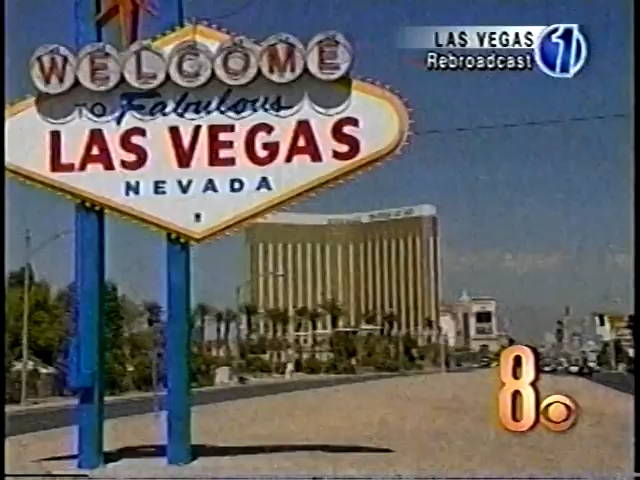 LAS VEGAS
Rebroadcast
1
WELCOME
TO Fabulous
LAS VEGAS
NEVADA
8